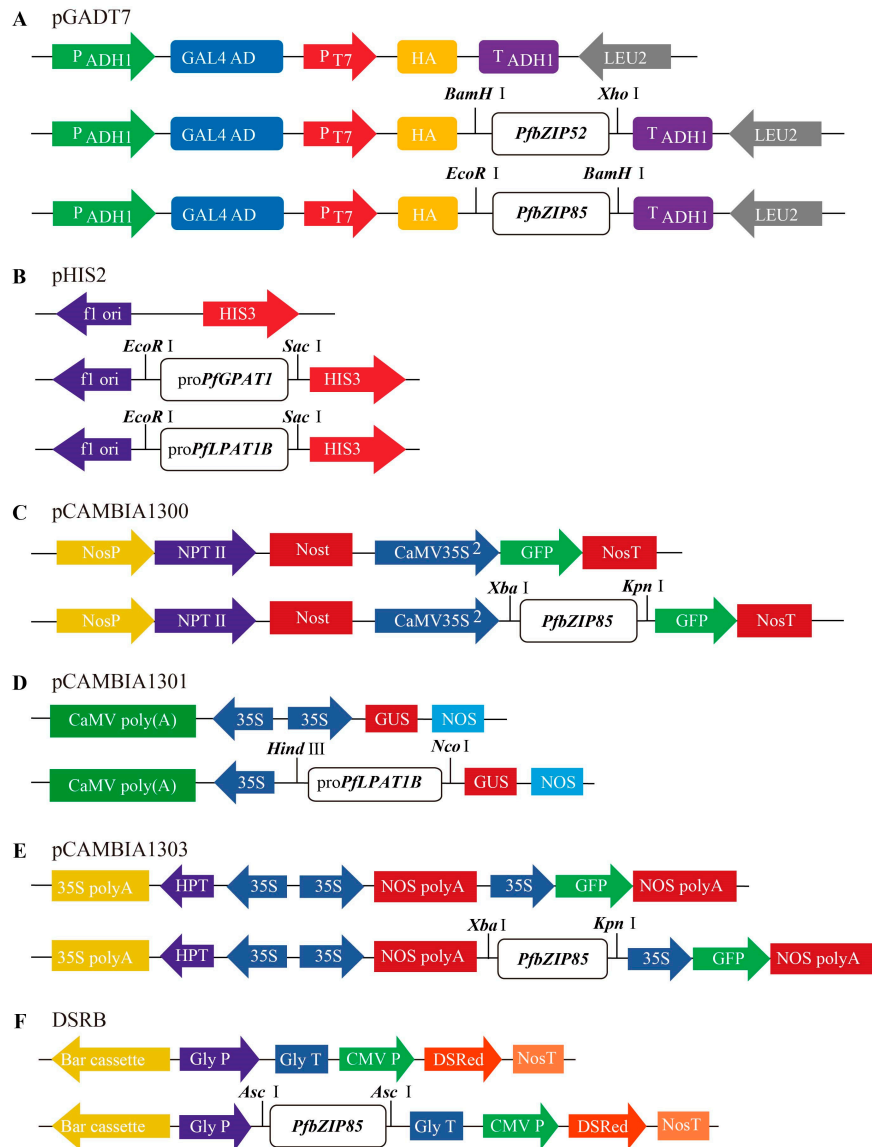 A pGADT7
P ADH1 GAL4 AD P T7 HA T ADH1 LEU2
BamH I Xho I
P ADH1 GAL4 AD P T7 HA PfbZIP52 T ADH1 LEU2
EcoR I BamH I
P ADH1 GAL4 AD P T7 HA PfbZIP85 T ADH1 LEU2
B pHIS2
f1 ori HIS3
EcoR I Sac I
f1 ori proPfGPAT1 HIS3
EcoR I Sac I
f1 ori proPfLPAT1B HIS3
C pCAMBIA1300
NosP NPT II Nost CaMV35S 2 GFP NosT
Xba I Kpn I
NosP NPT II Nost CaMV35S 2 PfbZIP85 GFP NosT
D pCAMBIA1301
CaMV poly(A) 35S 35S GUS NOS
Hind III Nco I
CaMV poly(A) 35S proPfLPAT1B GUS NOS
E pCAMBIA1303
35S polyA HPT 35S 35S NOS polyA 35S GFP NOS polyA
Xba I Kpn I
35S polyA HPT 35S 35S NOS polyA PfbZIP85 35S GFP NOS polyA
F DSRB
Bar cassette Gly P Gly T CMV P DSRed NosT
Asc I Asc I
Bar cassette Gly P PfbZIP85 Gly T CMV P DSRed NosT